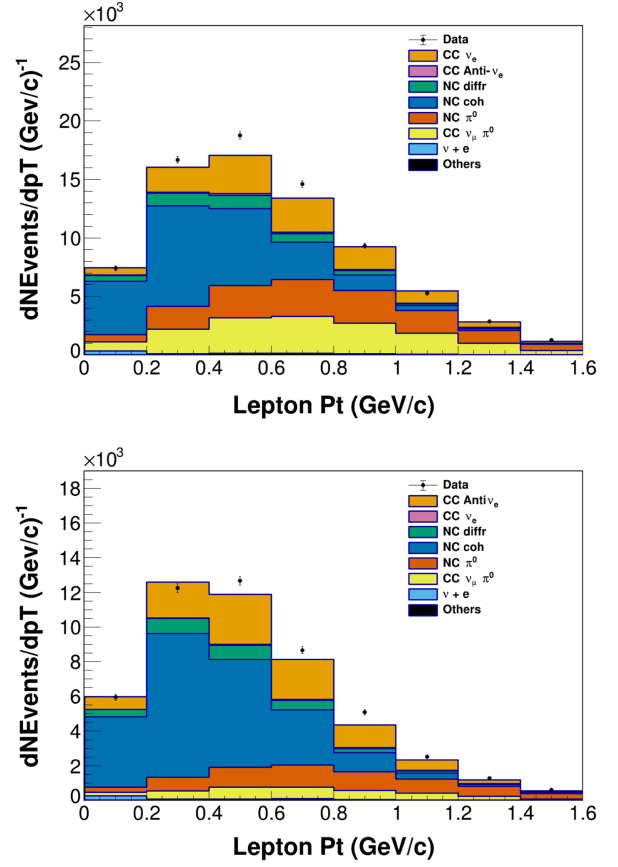 ×10³
dNEvents/dpT (Gev/c)⁻¹
25
20
15
10
5
0
Data
CC νe
CC Anti-νe
NC diffr
NC coh
NC π⁰
CC νμ π⁰
ν + e
Others
0 0.2 0.4 0.6 0.8 1 1.2 1.4 1.6
Lepton Pt (GeV/c)
×10³
dNEvents/dpT (Gev/c)⁻¹
18
16
14
12
10
8
6
4
2
0
Data
CC Antiνe
CC νe
NC diffr
NC coh
NC π⁰
CC νμ π⁰
ν + e
Others
0 0.2 0.4 0.6 0.8 1 1.2 1.4 1.6
Lepton Pt (GeV/c)